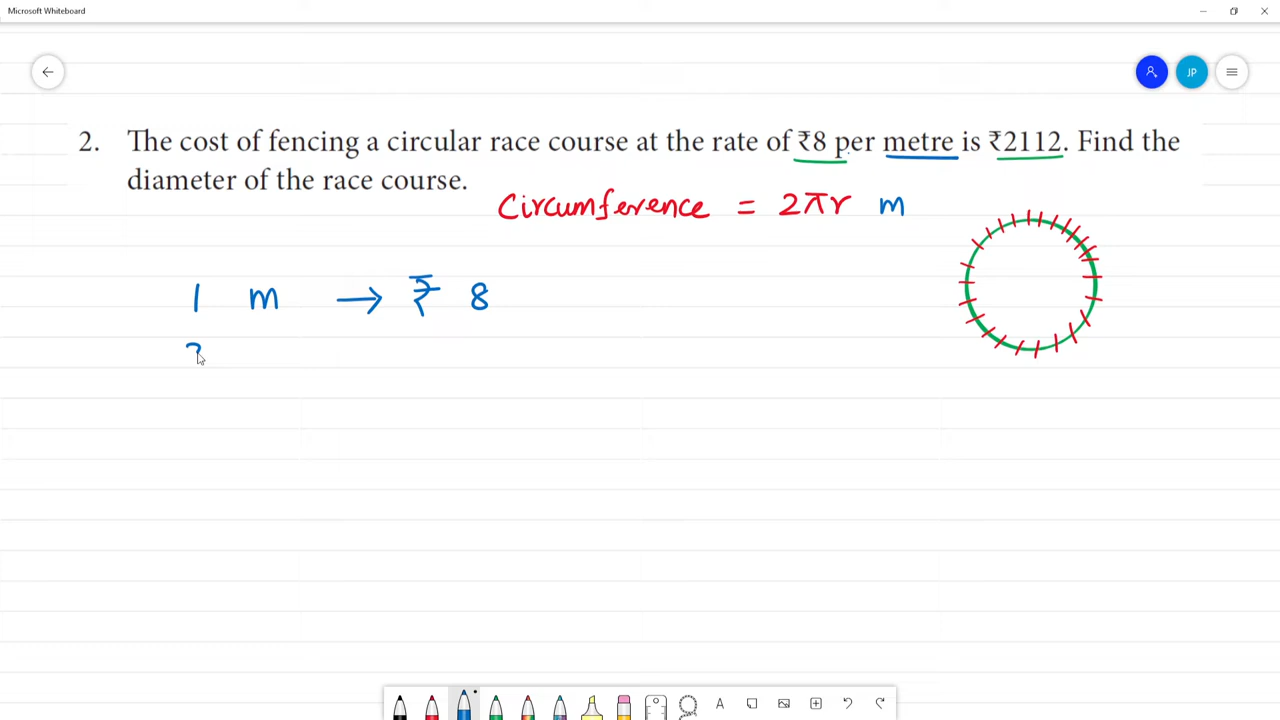 Microsoft Whiteboard
JP
2. The cost of fencing a circular race course at the rate of ₹8 per metre is ₹2112. Find the
diameter of the race course.
Circumference = 2πr m
1 m → ₹ 8
A